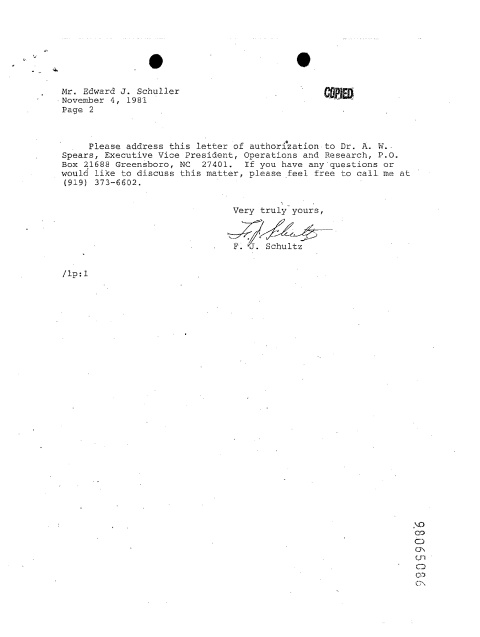 Mr. Edward J. Schuller
November 4, 1981
COPIED
Page 2
Please address this letter of authorization to Dr. A. W.
Spears, Executive Vice President, Operations and Research, P.O.
Box 21688 Greensboro, NC 27401. If you have any questions or
would like to discuss this matter, please feel free to call me at
(919) 373-6602.
Very truly yours,
F. J. Schultz
F. J. Schultz
/lp:1